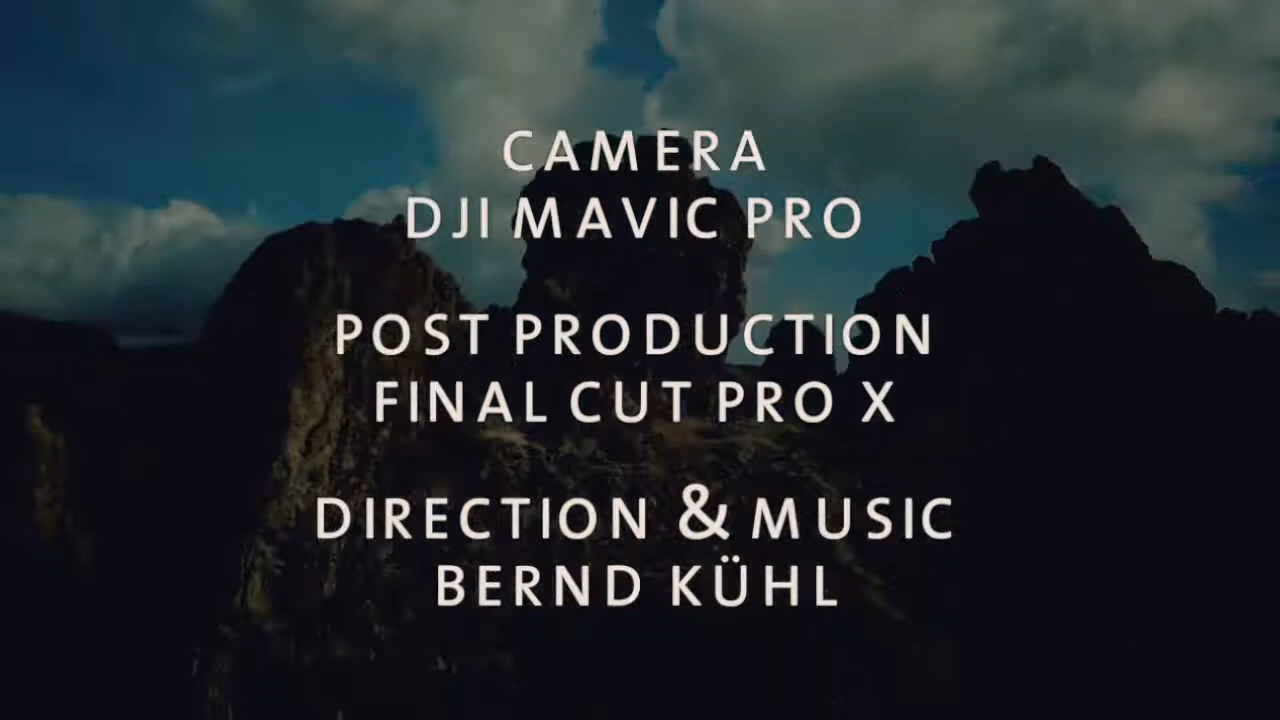 CAMERA
DJI MAVIC PRO
POST PRODUCTION
FINAL CUT PRO X
DIRECTION & MUSIC
BERND KÜHL